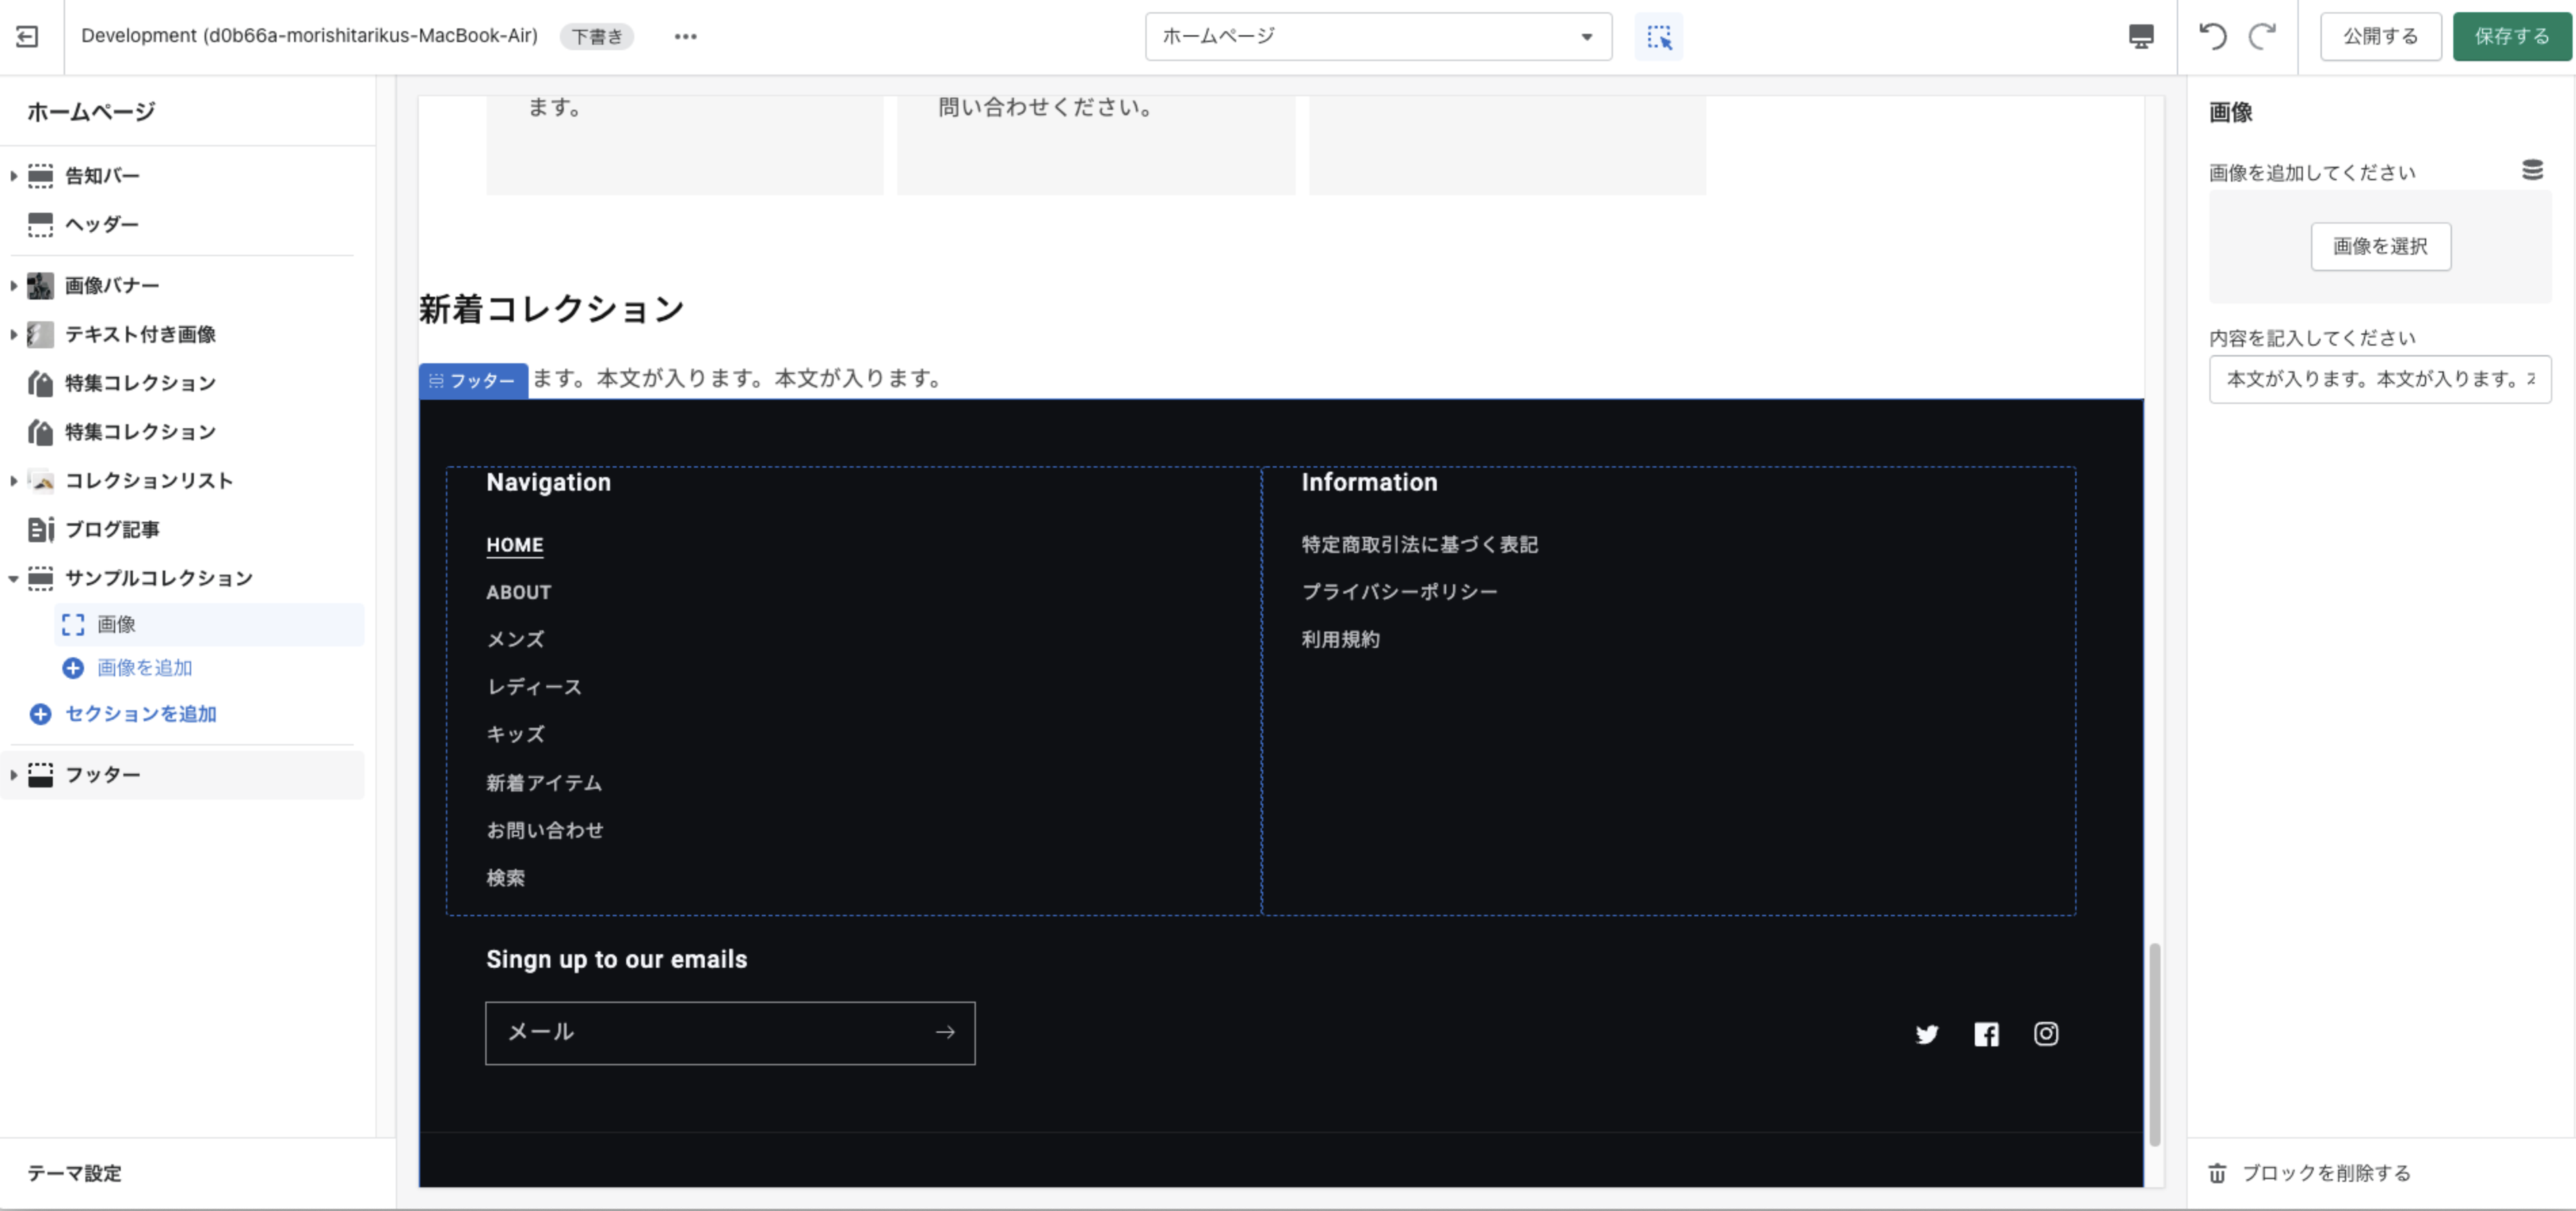 Development (d0b66a-morishitarikus-MacBook-Air) 下書き
ホームページ
公開する
保存する
ホームページ
告知バー
ヘッダー
画像バナー
テキスト付き画像
特集コレクション
特集コレクション
コレクションリスト
ブログ記事
サンプルコレクション
画像
画像を追加
セクションを追加
フッター
テーマ設定
ます。
問い合わせください。
新着コレクション
フッター ます。本文が入ります。本文が入ります。
Navigation
HOME
ABOUT
メンズ
レディース
キッズ
新着アイテム
お問い合わせ
検索
Information
特定商取引法に基づく表記
プライバシーポリシー
利用規約
Singn up to our emails
メール
画像
画像を追加してください
画像を選択
内容を記入してください
本文が入ります。本文が入ります。
ブロックを削除する